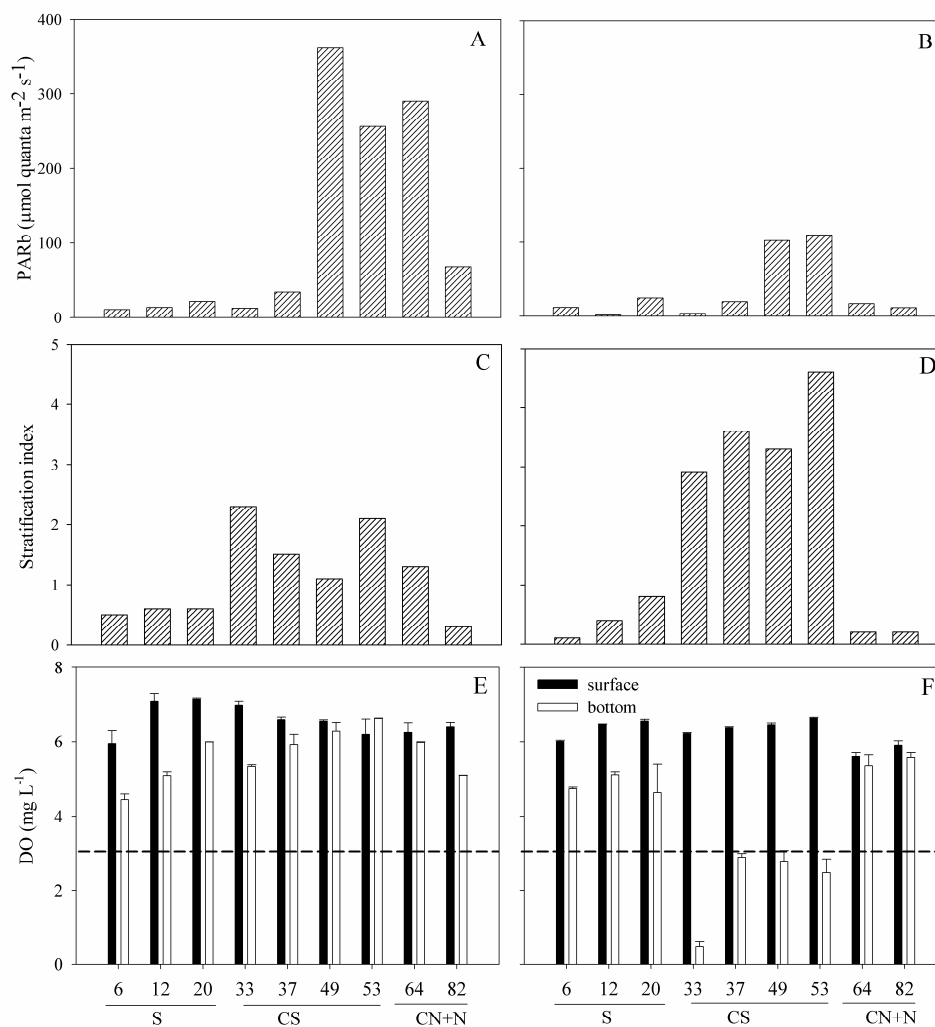 A
B
PARb (µmol quanta m-2 s-1)
400
300
200
100
0
C
D
Stratification index
5
4
3
2
1
0
E
F
surface
bottom
DO (mg L-1)
8
6
4
2
0
6 12 20 33 37 49 53 64 82
S CS CN+N
6 12 20 33 37 49 53 64 82
S CS CN+N